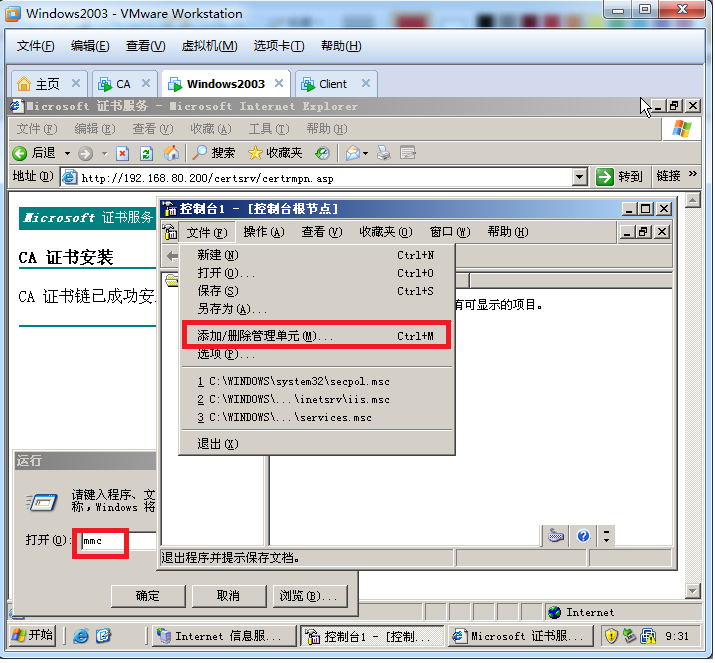 Windows2003 - VMware Workstation
文件(F) 编辑(E) 查看(V) 虚拟机(M) 选项卡(T) 帮助(H)
主页 CA Windows2003 Client
Microsoft 证书服务 - Microsoft Internet Explorer
文件(F) 编辑(E) 查看(V) 收藏(A) 工具(T) 帮助(H)
后退 搜索 收藏夹
地址(D) http://192.168.80.200/certsrv/certrmpn.asp 转到 链接 »
Microsoft 证书服务
CA 证书安装
CA 证书链已成功安
控制台1 - [控制台根节点]
文件(F) 操作(A) 查看(V) 收藏夹(O) 窗口(W) 帮助(H)
新建(N) Ctrl+N
打开(O)... Ctrl+O
保存(S) Ctrl+S
另存为(A)...
添加/删除管理单元(M)... Ctrl+M
选项(P)...
1 C:\WINDOWS\system32\secpol.msc
2 C:\WINDOWS\...\inetsrv\iis.msc
3 C:\WINDOWS\...\services.msc
退出(X)
有可显示的项目。
退出程序并提示保存文档。
运行
请键入程序、文
称，Windows 将
打开(O): mmc
确定 取消 浏览(B)...
Internet
开始 Internet 信息服... 控制台1 - [控制... Microsoft 证书服... 9:31